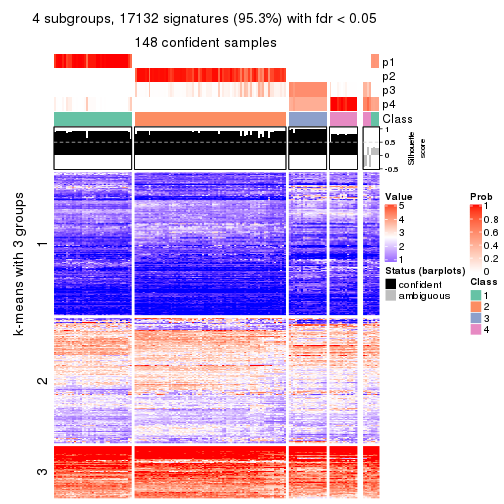 4 subgroups, 17132 signatures (95.3%) with fdr < 0.05
148 confident samples
p1
p2
p3
p4
Class
1
0.5
0
-0.5
Silhouette
score
k-means with 3 groups
1
2
3
Value
5
4
3
2
1
Status (barplots)
confident
ambiguous
Prob
1
0.8
0.6
0.4
0.2
0
Class
1
2
3
4